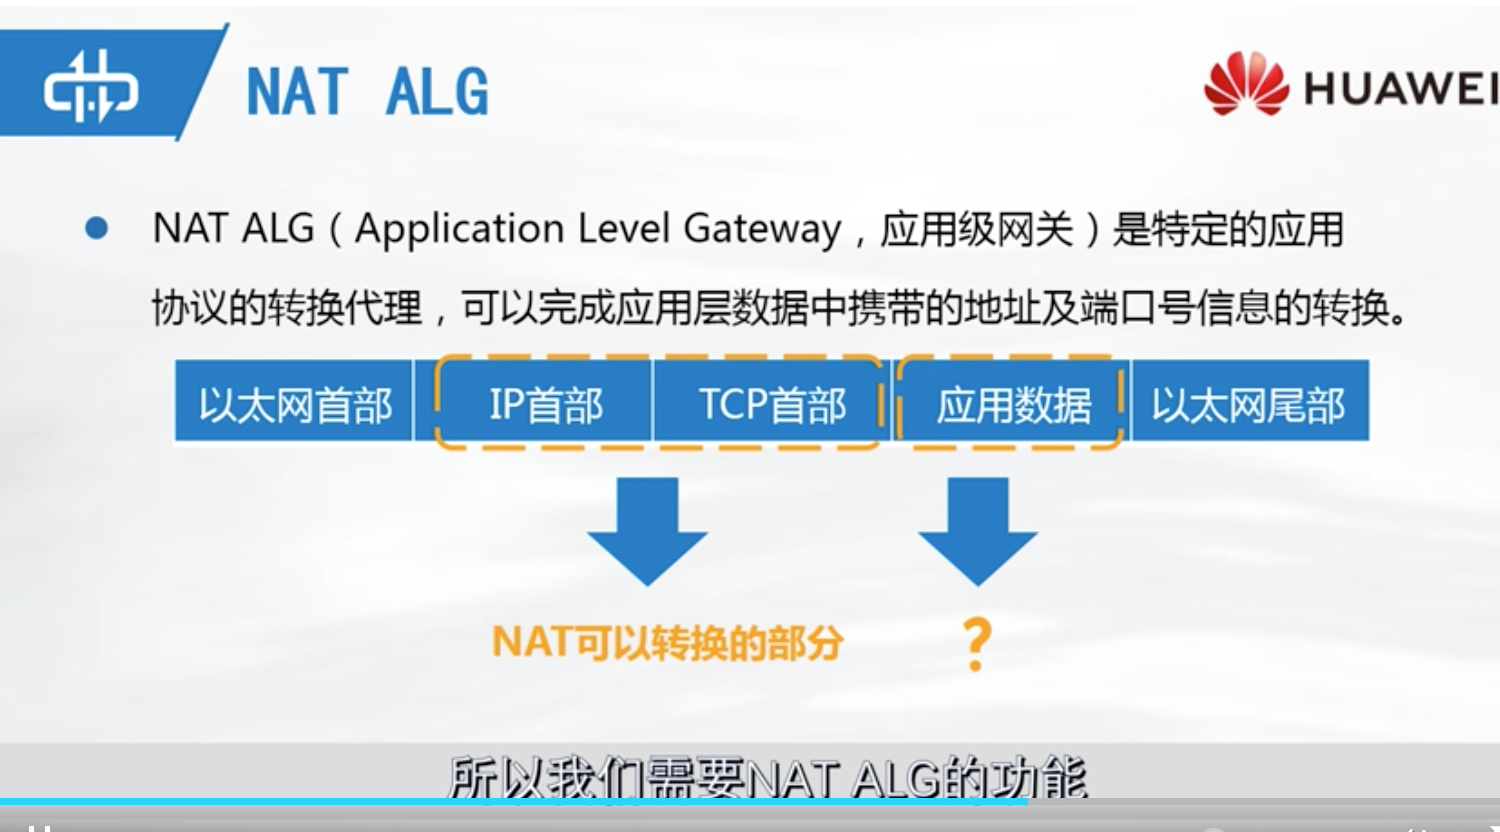 NAT ALG
HUAWEI
NAT ALG（Application Level Gateway，应用级网关）是特定的应用
协议的转换代理，可以完成应用层数据中携带的地址及端口号信息的转换。
以太网首部 IP首部 TCP首部 应用数据 以太网尾部
NAT可以转换的部分 ?
所以我们需要NAT ALG的功能